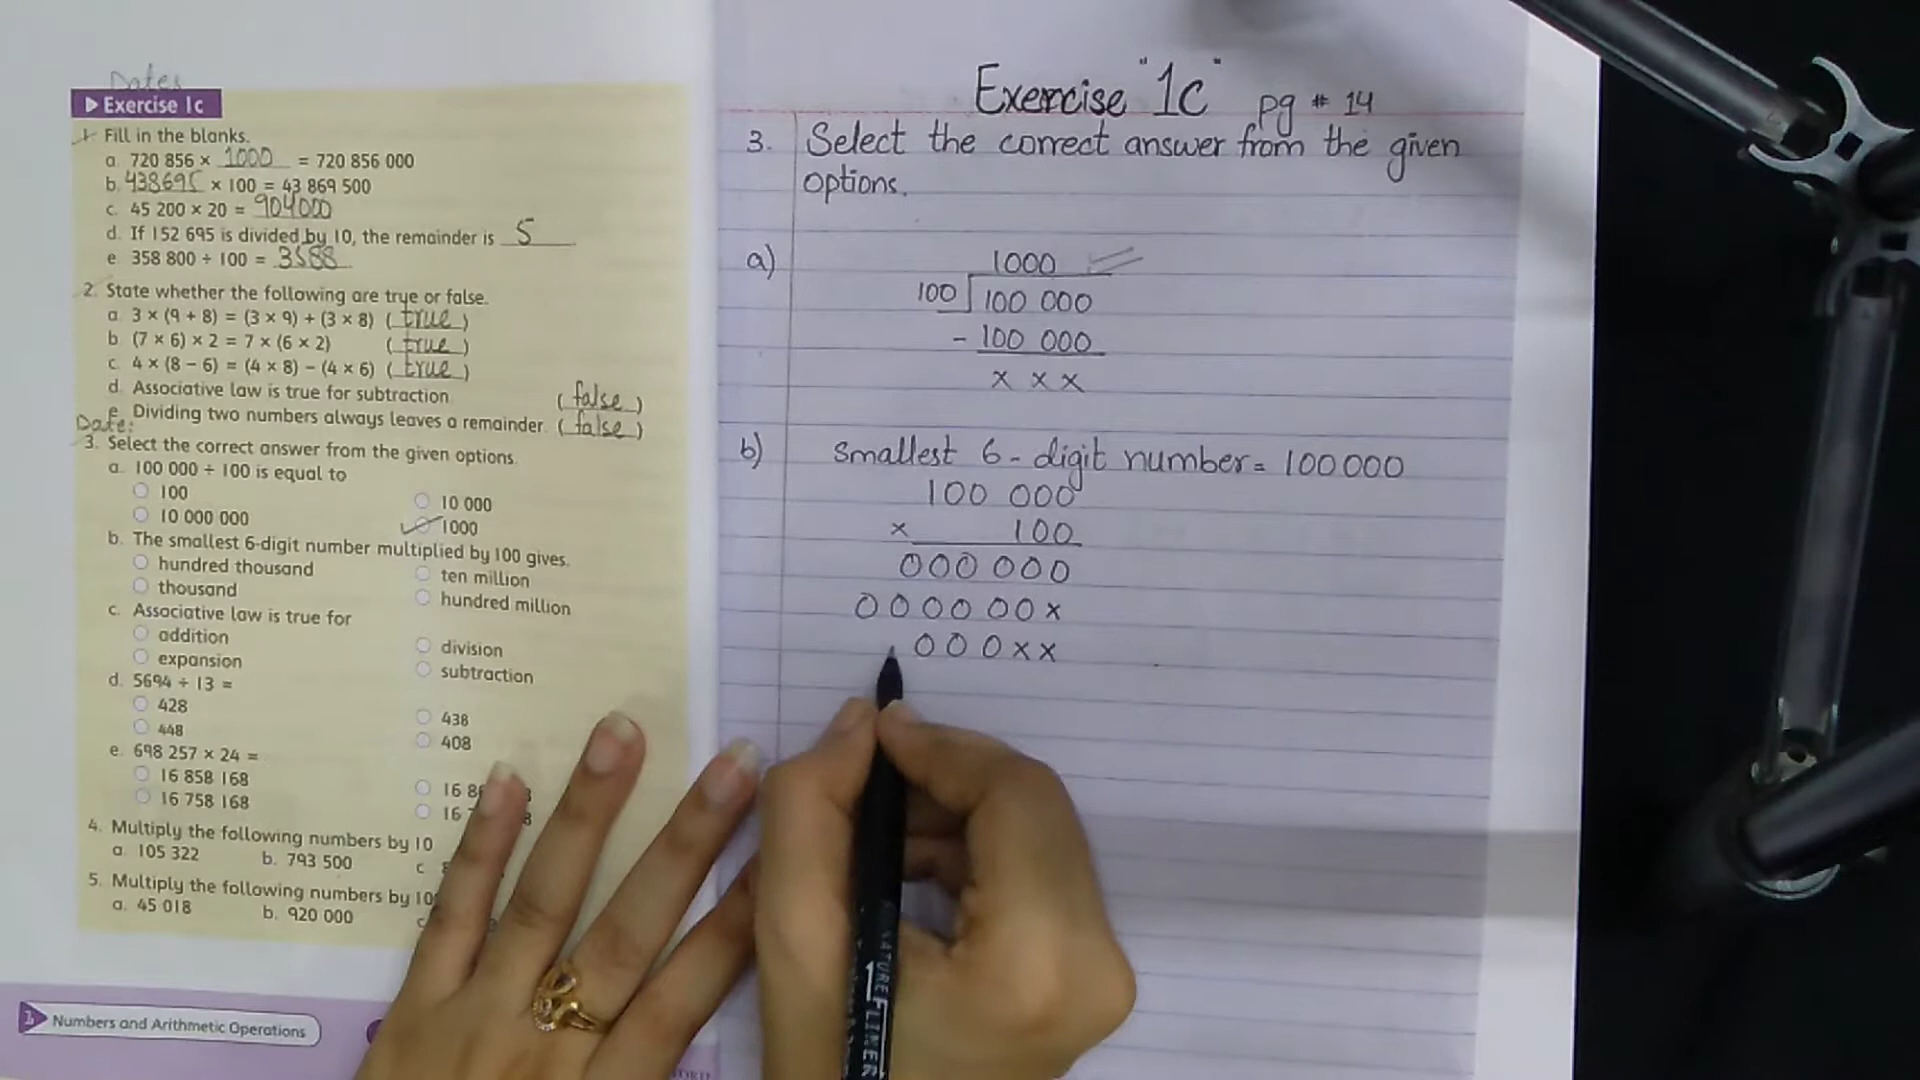 Dates
Exercise 1c
1. Fill in the blanks.
a. 720 856 × 1000 = 720 856 000
b. 438695 × 100 = 43 869 500
c. 45 200 × 20 = 904000
d. If 152 695 is divided by 10, the remainder is 5
e 358 800 ÷ 100 = 3588
2. State whether the following are true or false.
a. 3 × (9 + 8) = (3 × 9) + (3 × 8) ( true )
b (7 × 6) × 2 = 7 × (6 × 2) ( true )
c. 4 × (8 – 6) = (4 × 8) – (4 × 6) ( true )
d. Associative law is true for subtraction ( false )
e. Dividing two numbers always leaves a remainder. ( false )
Date:
3. Select the correct answer from the given options.
a. 100 000 ÷ 100 is equal to
100
10 000
10 000 000
1000
b. The smallest 6-digit number multiplied by 100 gives.
hundred thousand
ten million
thousand
hundred million
c. Associative law is true for
addition
division
expansion
subtraction
d. 5694 ÷ 13 =
428
438
448
408
e. 698 257 × 24 =
16 858 168
16 758 168
4. Multiply the following numbers by 10
a. 105 322 b. 793 500 c
5. Multiply the following numbers by
a. 45 018 b. 920 000
Numbers and Arithmetic Operations
Exercise "1c" pg # 14
3. Select the correct answer from the given
options.
a) 1000
100 100 000
- 100 000
x x x
b) Smallest 6-digit number = 100000
100 000
× 100
000 000
000000x
000xx
NATURE FLINER